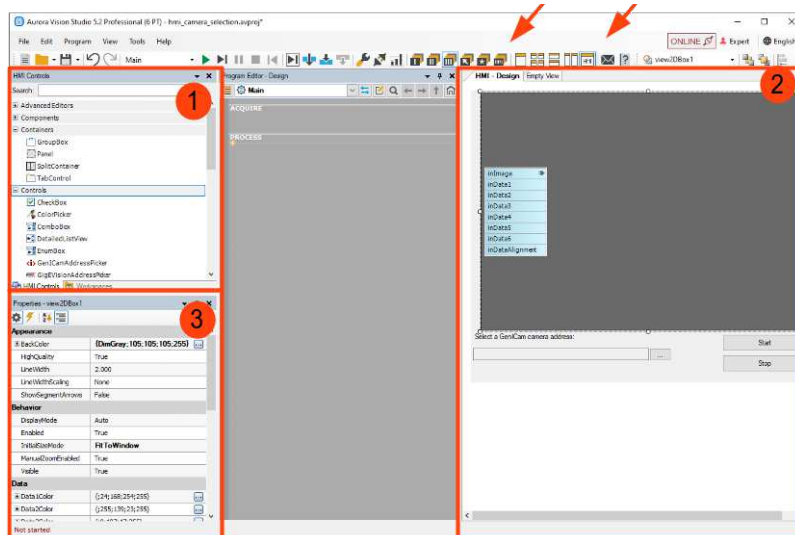 Aurora Vision Studio 5.2 Professional (6 PT) - hmi_camera_selection.avproj*
File Edit Program View Tools Help
ONLINE Expert English
Main
view2DBox1
HMI Controls
Search:
Advanced Editors
Components
Containers
GroupBox
Panel
SplitContainer
TabControl
Controls
CheckBox
ColorPicker
ComboBox
DetailedListView
EnumBox
GenICamAddressPicker
GigEVisionAddressPicker
HMI Controls Workspaces
1
Properties - view2DBox1
3
Appearance
BackColor (DimGray; 105; 105; 105; 255)
HighQuality True
LineWidth 2.000
LineWidthScaling None
ShowSegmentArrows False
Behavior
DisplayMode Auto
Enabled True
InitialSizeMode FitToWindow
ManualZoomEnabled True
Visible True
Data
Data1Color (;24;168;254;255)
Data2Color (;255;139;23;255)
Not started
Program Editor - Design
Main
ACQUIRE
PROCESS
HMI - Design Empty View
2
inImage
inData1
inData2
inData3
inData4
inData5
inData6
inDataAlignment
Select a GeniCam camera address:
...
Start
Stop